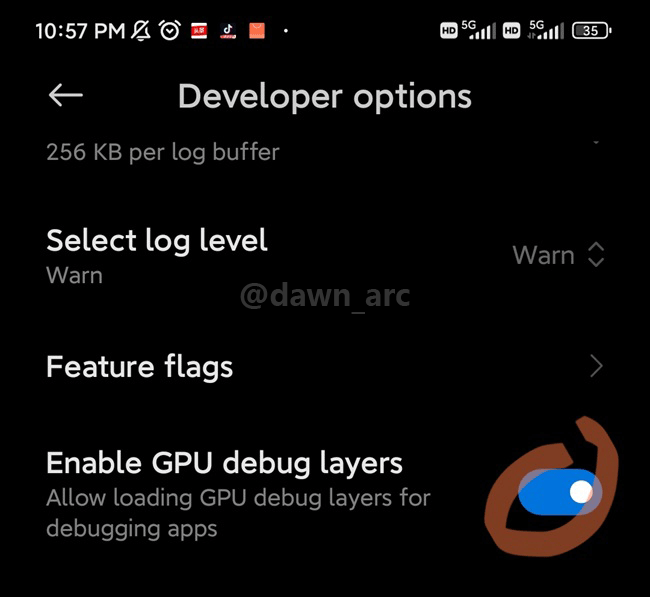 10:57 PM HD 5G HD 5G 35
Developer options
256 KB per log buffer
Select log level
Warn
Warn
@dawn_arc
Feature flags
Enable GPU debug layers
Allow loading GPU debug layers for
debugging apps